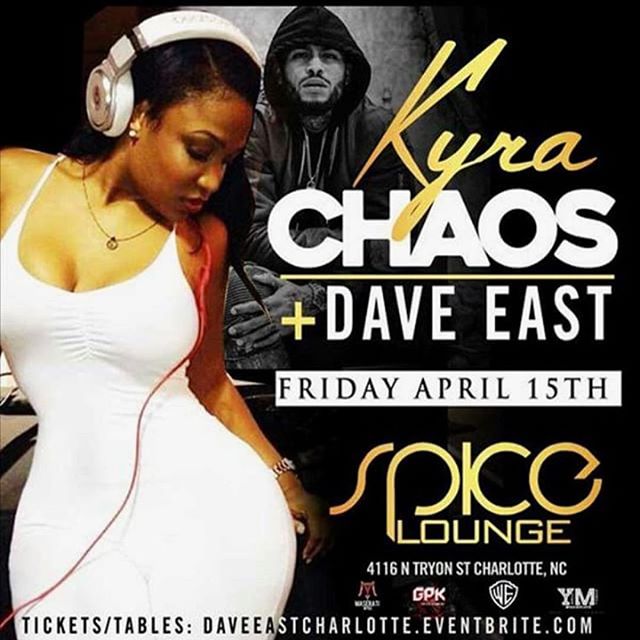 Kyra
CHAOS
+ DAVE EAST
FRIDAY APRIL 15TH
SPICE
LOUNGE
4116 N TRYON ST CHARLOTTE, NC
MASERATI
GPK
YM
TICKETS/TABLES: DAVEEASTCHARLOTTE.EVENTBRITE.COM